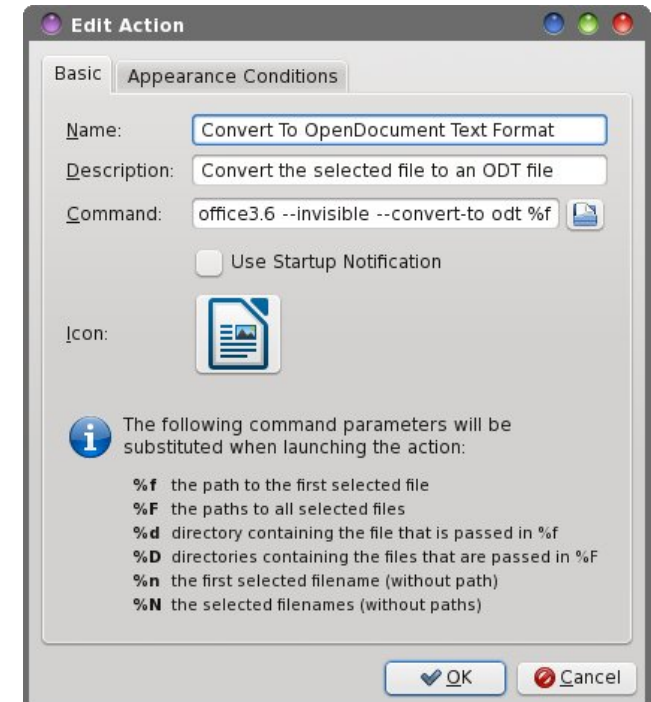 Edit Action
Basic
Appearance Conditions
Name:
Convert To OpenDocument Text Format
Description:
Convert the selected file to an ODT file
Command:
office3.6 --invisible --convert-to odt %f
Use Startup Notification
Icon:
The following command parameters will be
substituted when launching the action:
%f the path to the first selected file
%F the paths to all selected files
%d directory containing the file that is passed in %f
%D directories containing the files that are passed in %F
%n the first selected filename (without path)
%N the selected filenames (without paths)
OK
Cancel